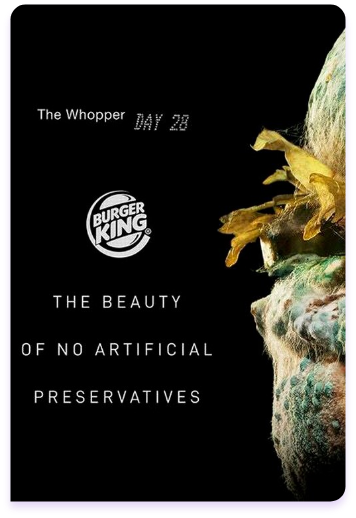 The Whopper DAY 28
BURGER
KING®
THE BEAUTY
OF NO ARTIFICIAL
PRESERVATIVES